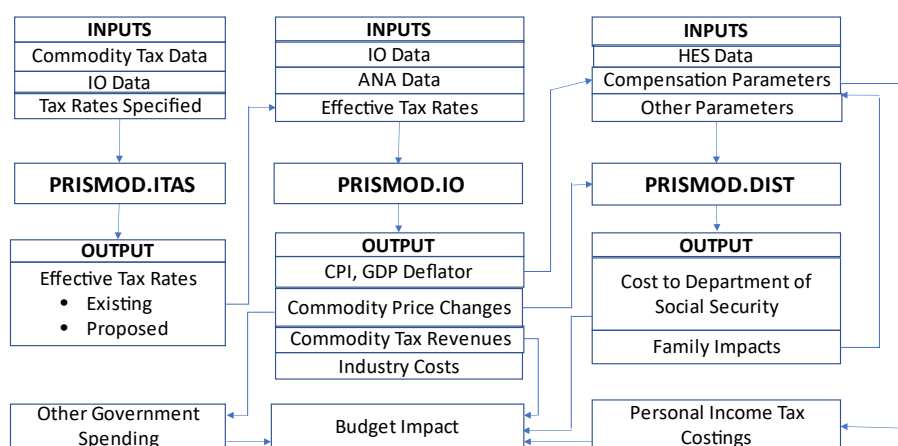 INPUTS
Commodity Tax Data
IO Data
Tax Rates Specified
PRISMOD.ITAS
OUTPUT
Effective Tax Rates
• Existing
• Proposed
Other Government
Spending
INPUTS
IO Data
ANA Data
Effective Tax Rates
PRISMOD.IO
OUTPUT
CPI, GDP Deflator
Commodity Price Changes
Commodity Tax Revenues
Industry Costs
Budget Impact
INPUTS
HES Data
Compensation Parameters
Other Parameters
PRISMOD.DIST
OUTPUT
Cost to Department of
Social Security
Family Impacts
Personal Income Tax
Costings